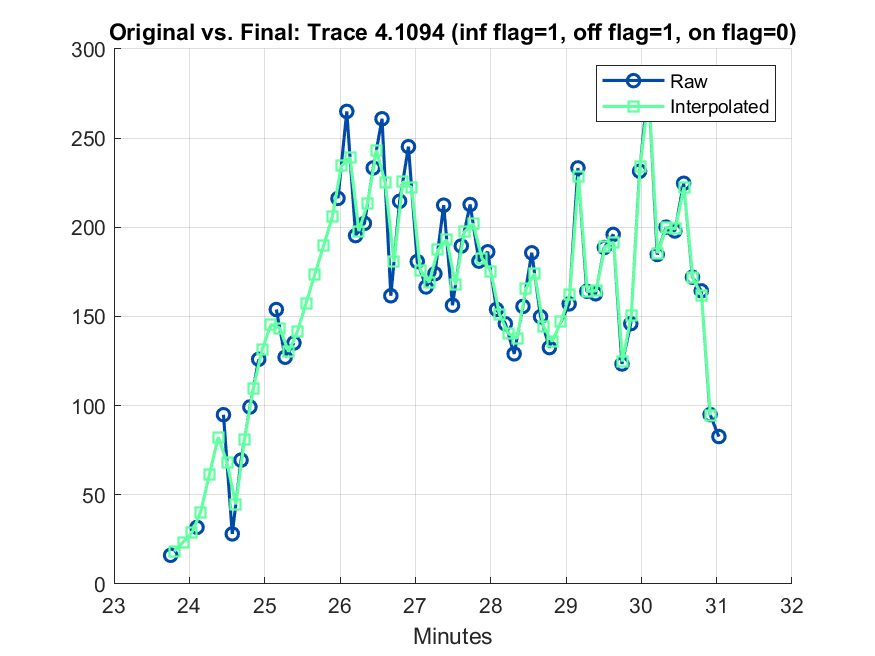 Original vs. Final: Trace 4.1094 (inf flag=1, off flag=1, on flag=0)
300
Raw
Interpolated
250
200
150
100
50
0
23 24 25 26 27 28 29 30 31 32
Minutes